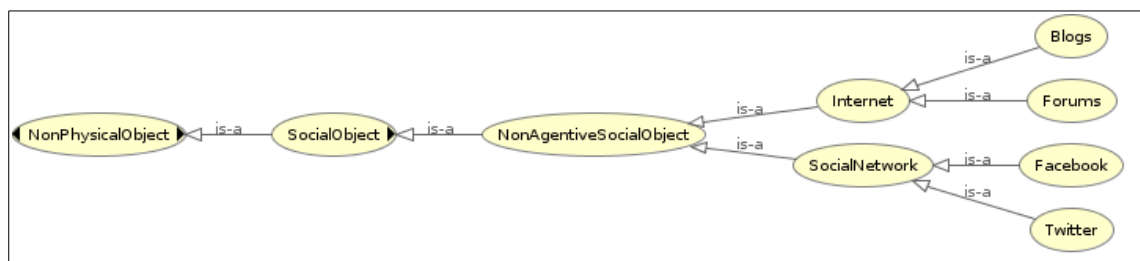 Blogs
is-a
is-a
Internet
is-a
Forums
NonPhysicalObject
is-a
SocialObject
is-a
NonAgentiveSocialObject
is-a
SocialNetwork
is-a
Facebook
is-a
Twitter